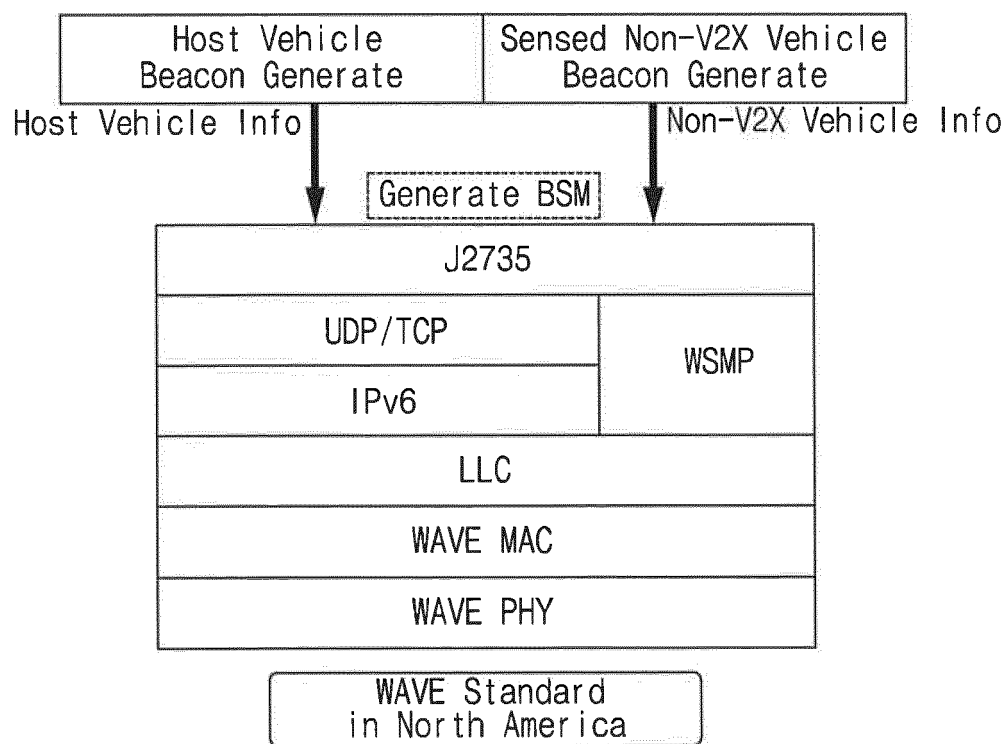 Host Vehicle
Beacon Generate
Sensed Non-V2X Vehicle
Beacon Generate
Host Vehicle Info
Non-V2X Vehicle Info
Generate BSM
J2735
UDP/TCP
WSMP
IPv6
LLC
WAVE MAC
WAVE PHY
WAVE Standard
in North America